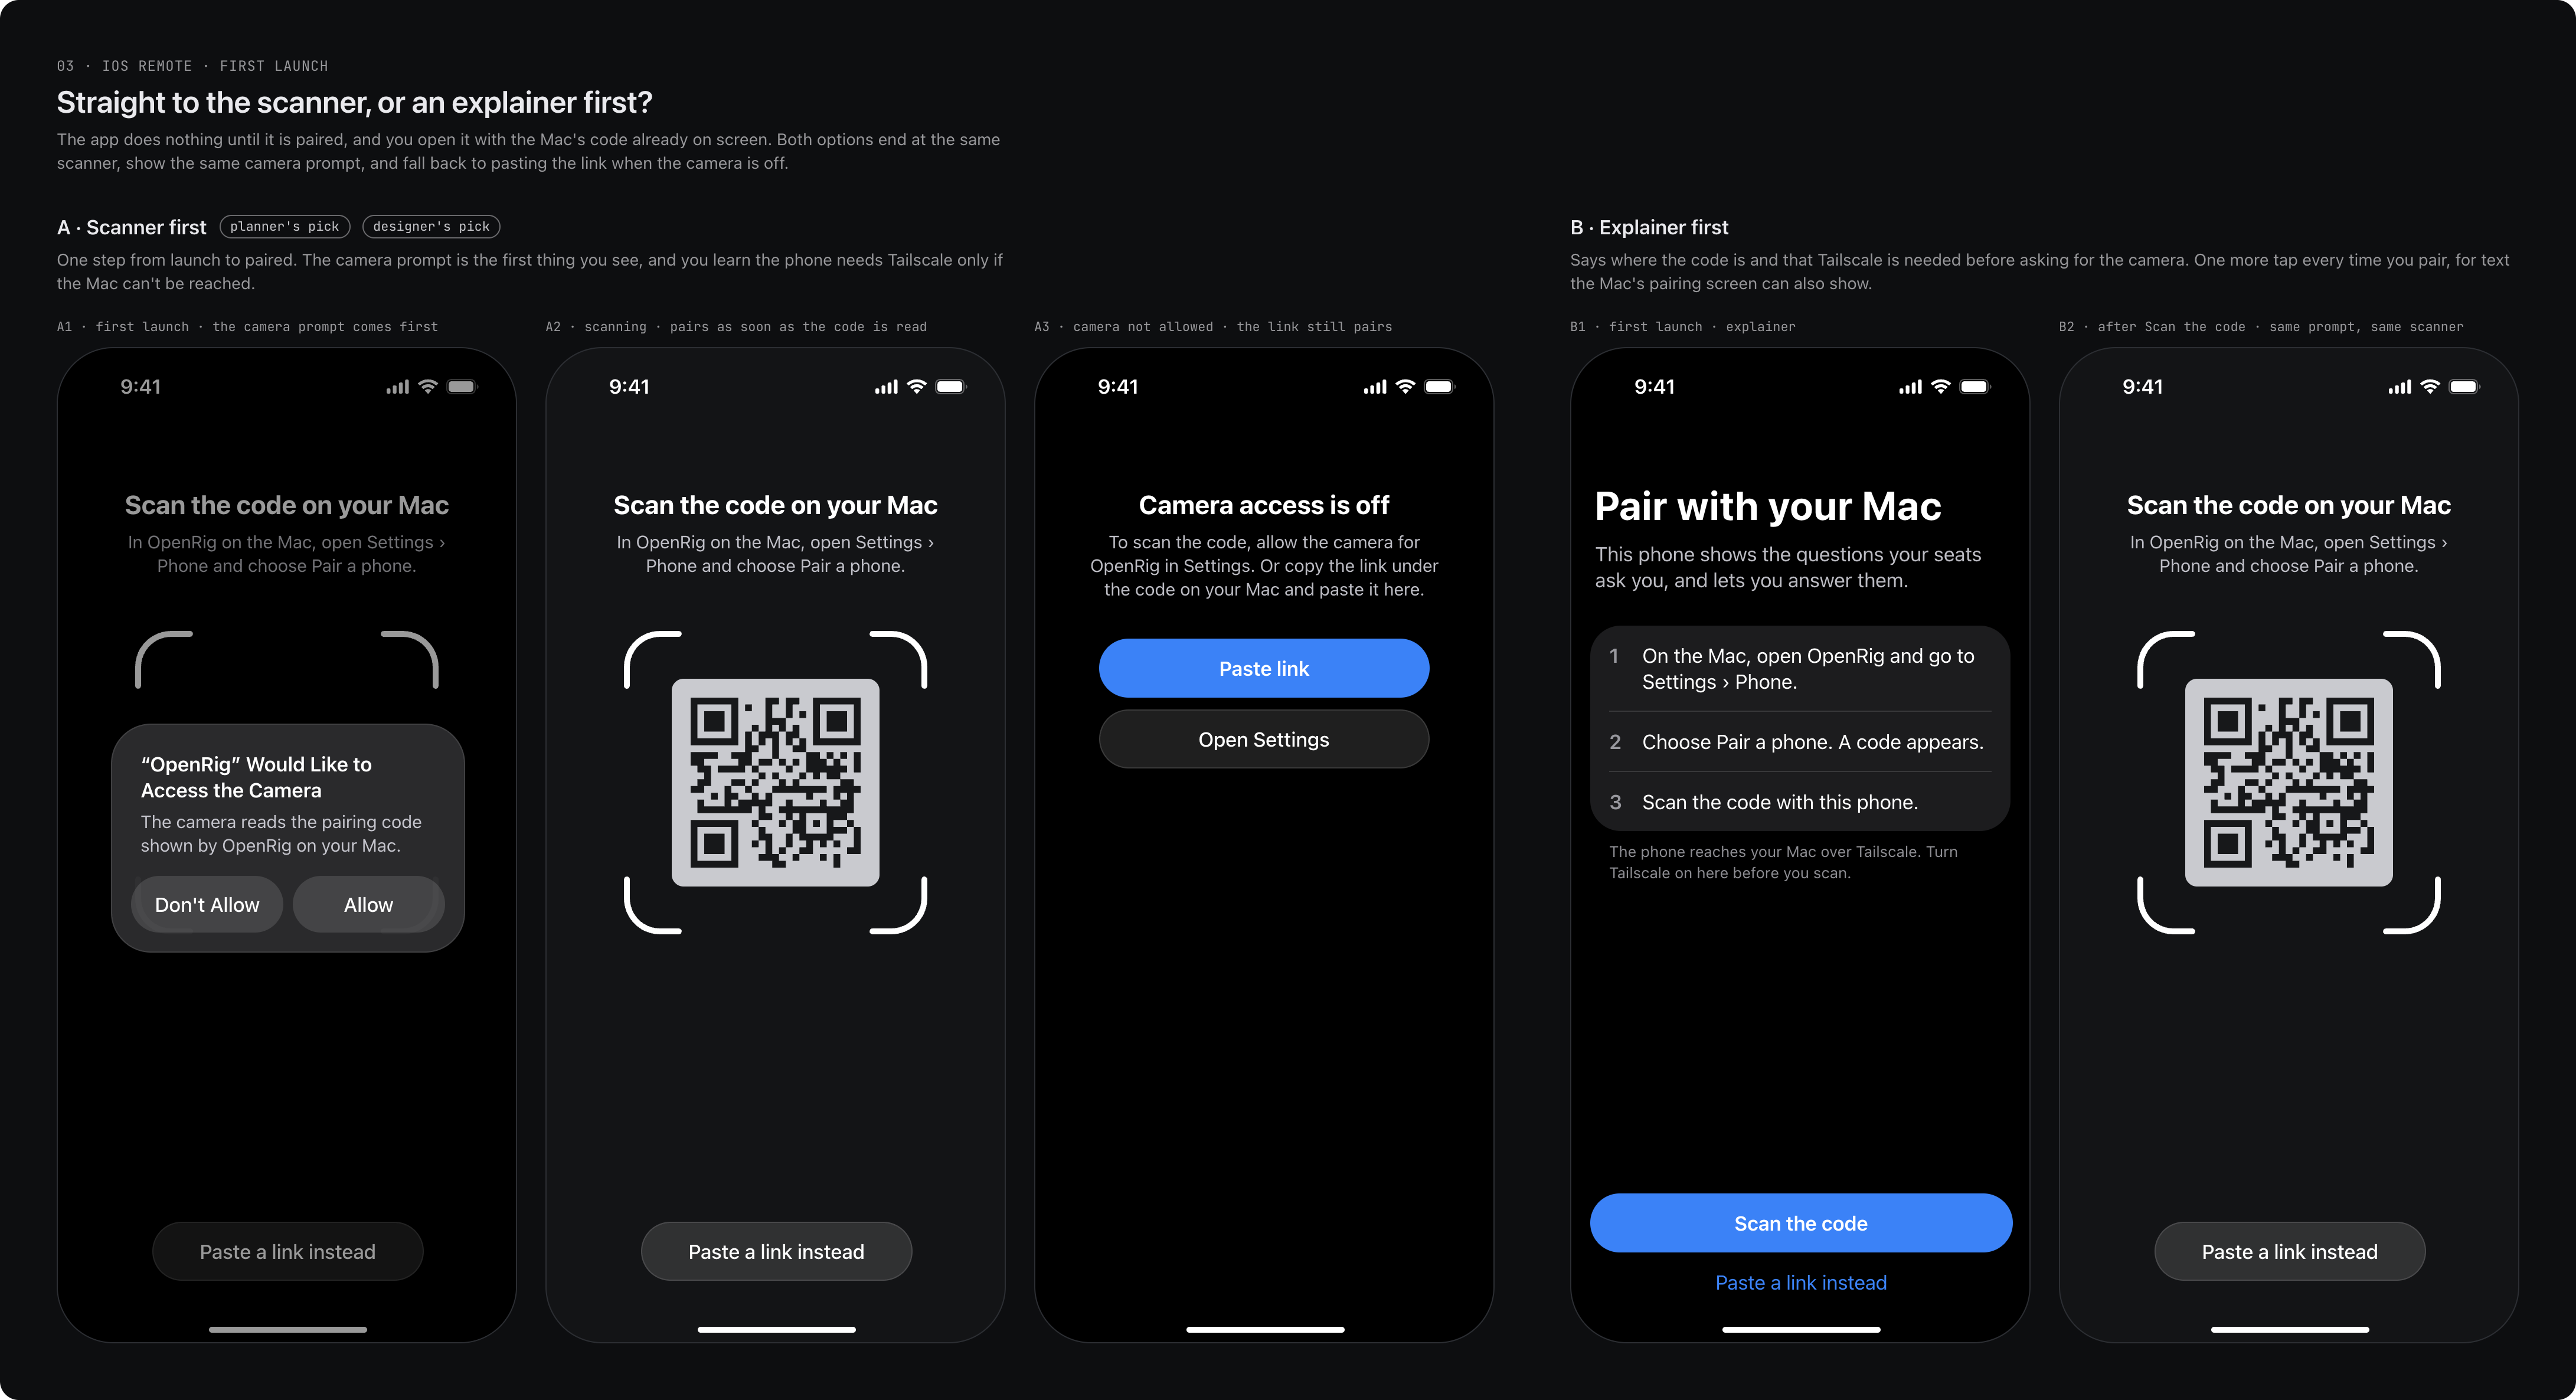 03 · IOS REMOTE · FIRST LAUNCH
Straight to the scanner, or an explainer first?
The app does nothing until it is paired, and you open it with the Mac's code already on screen. Both options end at the same
scanner, show the same camera prompt, and fall back to pasting the link when the camera is off.
A · Scanner first
planner's pick
designer's pick
One step from launch to paired. The camera prompt is the first thing you see, and you learn the phone needs Tailscale only if
the Mac can't be reached.
A1 · first launch · the camera prompt comes first
9:41
Scan the code on your Mac
In OpenRig on the Mac, open Settings ›
Phone and choose Pair a phone.
“OpenRig” Would Like to
Access the Camera
The camera reads the pairing code
shown by OpenRig on your Mac.
Don't Allow
Allow
Paste a link instead
A2 · scanning · pairs as soon as the code is read
9:41
Scan the code on your Mac
In OpenRig on the Mac, open Settings ›
Phone and choose Pair a phone.
Paste a link instead
A3 · camera not allowed · the link still pairs
9:41
Camera access is off
To scan the code, allow the camera for
OpenRig in Settings. Or copy the link under
the code on your Mac and paste it here.
Paste link
Open Settings
B · Explainer first
Says where the code is and that Tailscale is needed before asking for the camera. One more tap every time you pair, for text
the Mac's pairing screen can also show.
B1 · first launch · explainer
9:41
Pair with your Mac
This phone shows the questions your seats
ask you, and lets you answer them.
1 On the Mac, open OpenRig and go to
Settings › Phone.
2 Choose Pair a phone. A code appears.
3 Scan the code with this phone.
The phone reaches your Mac over Tailscale. Turn
Tailscale on here before you scan.
Scan the code
Paste a link instead
B2 · after Scan the code · same prompt, same scanner
9:41
Scan the code on your Mac
In OpenRig on the Mac, open Settings ›
Phone and choose Pair a phone.
Paste a link instead